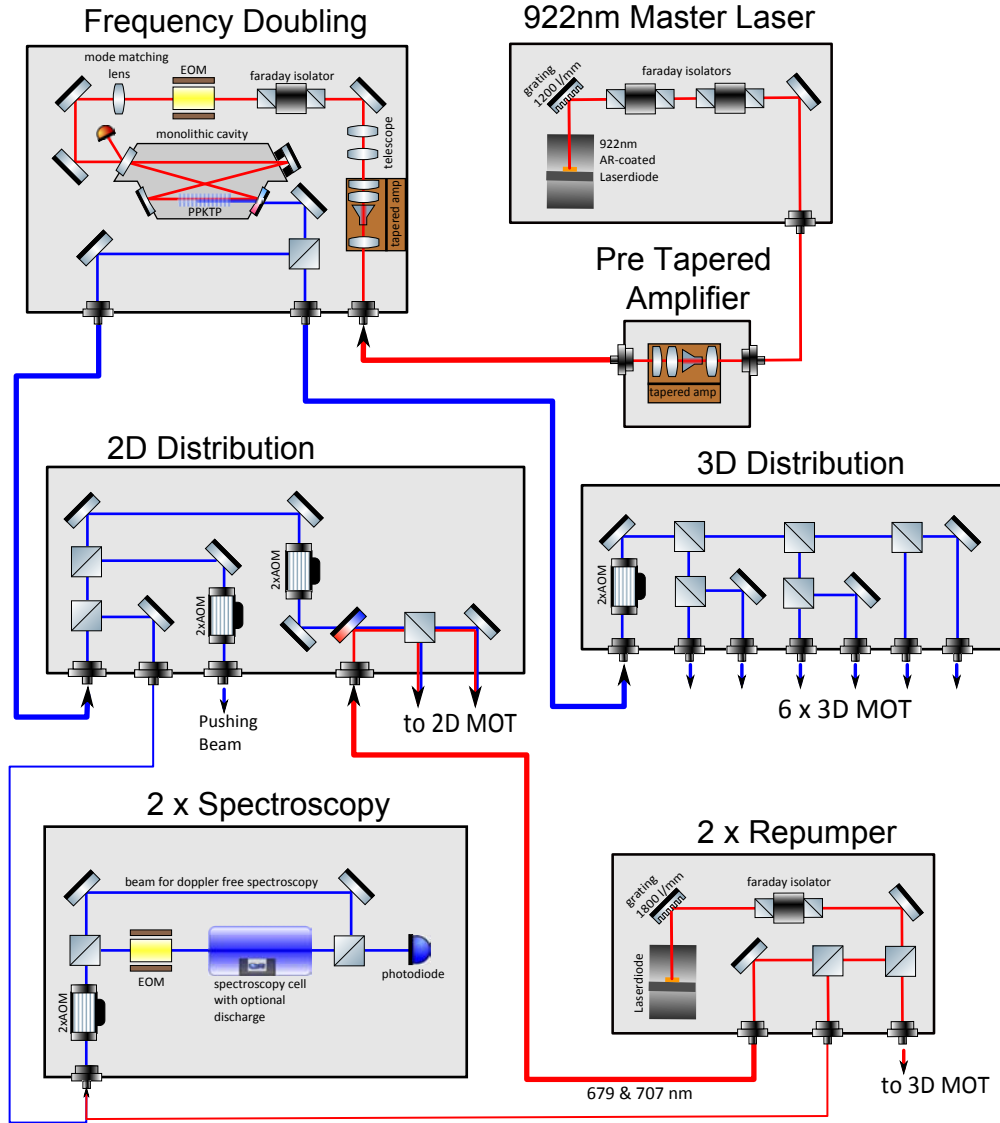 Frequency Doubling
mode matching
lens
EOM
faraday isolator
telescope
monolithic cavity
PPKTP
tapered amp
922nm Master Laser
grating
1200 l/mm
faraday isolators
922nm
AR-coated
Laserdiode
Pre Tapered
Amplifier
tapered amp
2D Distribution
2xAOM
2xAOM
Pushing
Beam
to 2D MOT
3D Distribution
2xAOM
6 x 3D MOT
2 x Spectroscopy
beam for doppler free spectroscopy
EOM
spectroscopy cell
with optional
discharge
photodiode
2xAOM
2 x Repumper
grating
1800 l/mm
faraday isolator
Laserdiode
to 3D MOT
679 & 707 nm